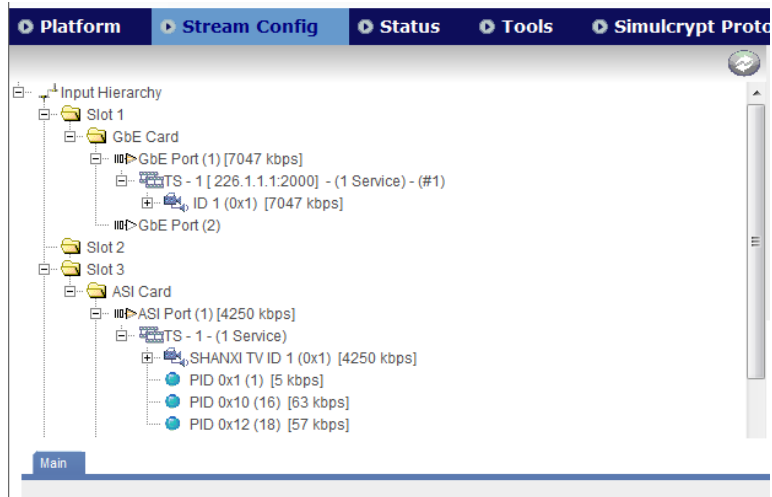 Platform Stream Config Status Tools Simulcrypt Proto
Input Hierarchy
Slot 1
GbE Card
GbE Port (1) [7047 kbps]
TS - 1 [ 226.1.1.1:2000] - (1 Service) - (#1)
ID 1 (0x1) [7047 kbps]
GbE Port (2)
Slot 2
Slot 3
ASI Card
ASI Port (1) [4250 kbps]
TS - 1 - (1 Service)
SHANXI TV ID 1 (0x1) [4250 kbps]
PID 0x1 (1) [5 kbps]
PID 0x10 (16) [63 kbps]
PID 0x12 (18) [57 kbps]
Main